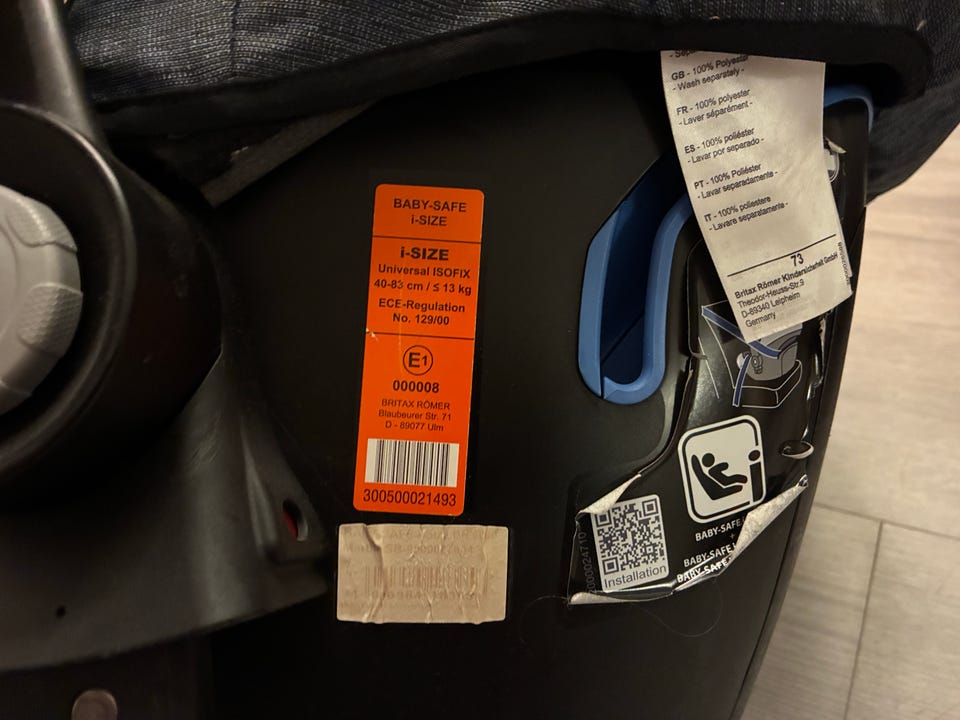 BABY-SAFE
i-SIZE
i-SIZE
Universal ISOFIX
40-83 cm / ≤ 13 kg
ECE-Regulation
No. 129/00
E1
000008
BRITAX RÖMER
Blaubeurer Str. 71
D - 89077 Ulm
300500021493
GB - 100% Polyester
- Wash separately -
FR - 100% polyester
- Laver séparément -
ES - 100% poliéster
- Lavar por separado -
PT - 100% Poliéster
- Lavar separadamente -
IT - 100% poliestere
- Lavare separatamente -
73
Britax Römer Kindersicherheit GmbH
Theodor-Heuss-Str.9
D-89340 Leipheim
Germany
Installation
BABY-SAFE
+
BABY-SAFE
BABY-SAFE